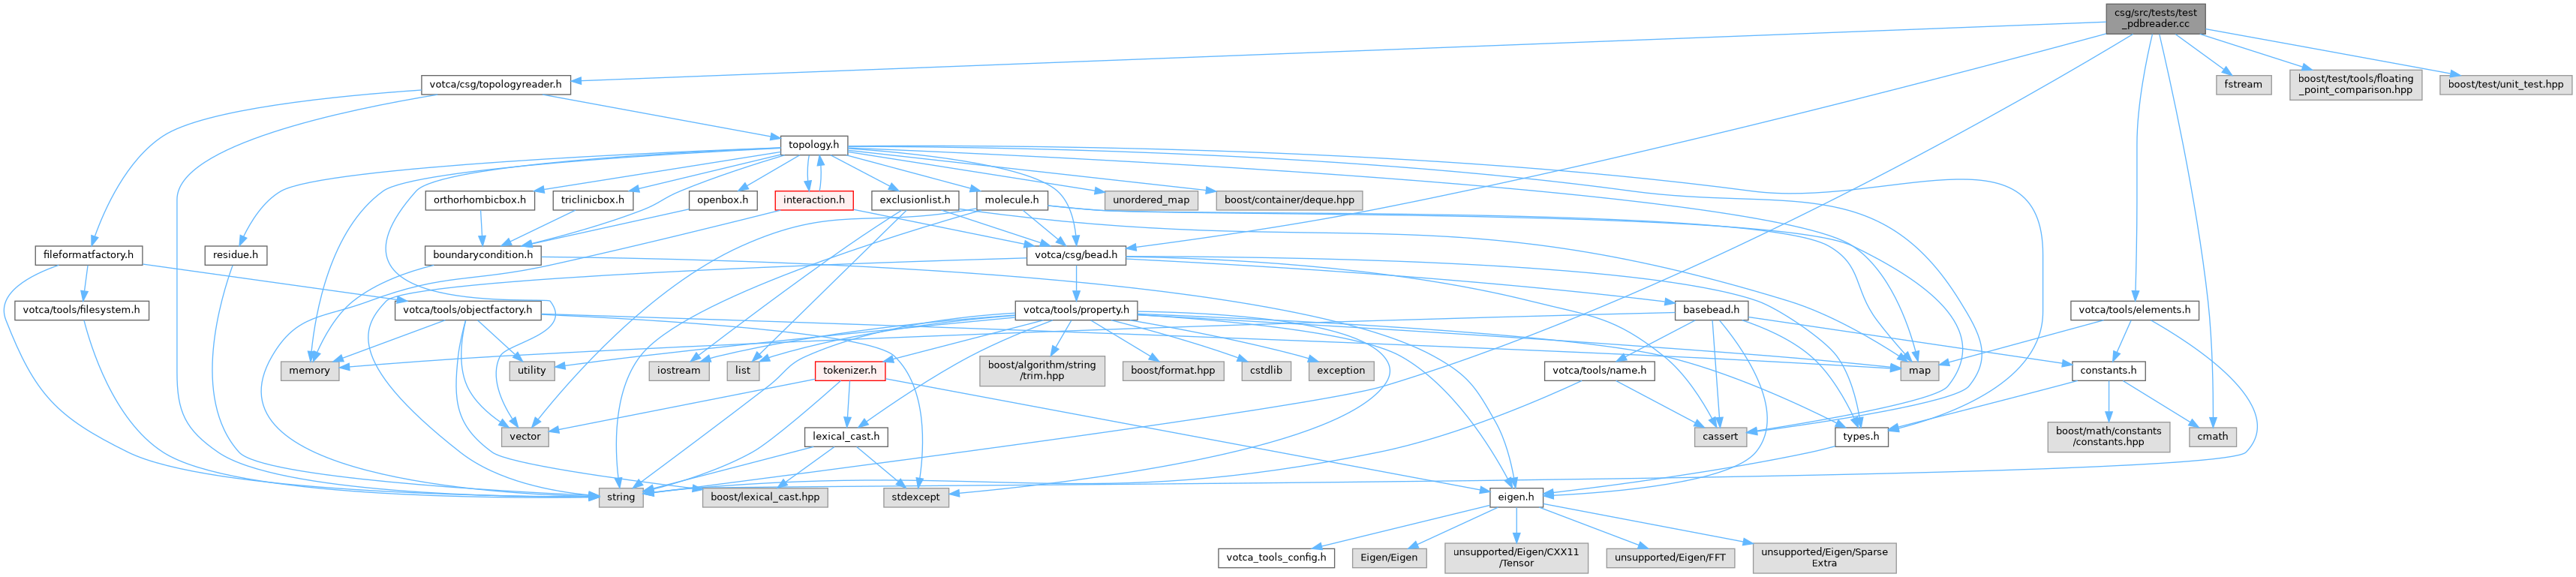 csg/src/tests/test
_pdbreader.cc
votca/csg/topologyreader.h
fstream
boost/test/tools/floating
_point_comparison.hpp
boost/test/unit_test.hpp
topology.h
orthorhombicbox.h
triclinicbox.h
openbox.h
interaction.h
exclusionlist.h
molecule.h
unordered_map
boost/container/deque.hpp
fileformatfactory.h
residue.h
boundarycondition.h
votca/csg/bead.h
votca/tools/filesystem.h
votca/tools/objectfactory.h
votca/tools/property.h
basebead.h
votca/tools/elements.h
memory
utility
iostream
list
tokenizer.h
boost/algorithm/string
/trim.hpp
boost/format.hpp
cstdlib
exception
votca/tools/name.h
map
constants.h
vector
lexical_cast.h
cassert
types.h
boost/math/constants
/constants.hpp
cmath
string
boost/lexical_cast.hpp
stdexcept
eigen.h
votca_tools_config.h
Eigen/Eigen
unsupported/Eigen/CXX11
/Tensor
unsupported/Eigen/FFT
unsupported/Eigen/Sparse
Extra